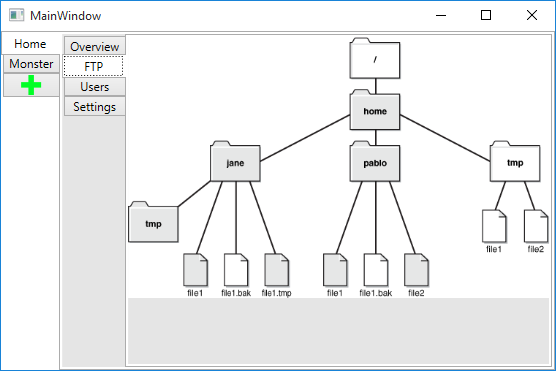 MainWindow
Home
Monster
Overview
FTP
Users
Settings
/
home
jane
pablo
tmp
tmp
file1
file2
file1
file1.bak
file1.tmp
file1
file1.bak
file2